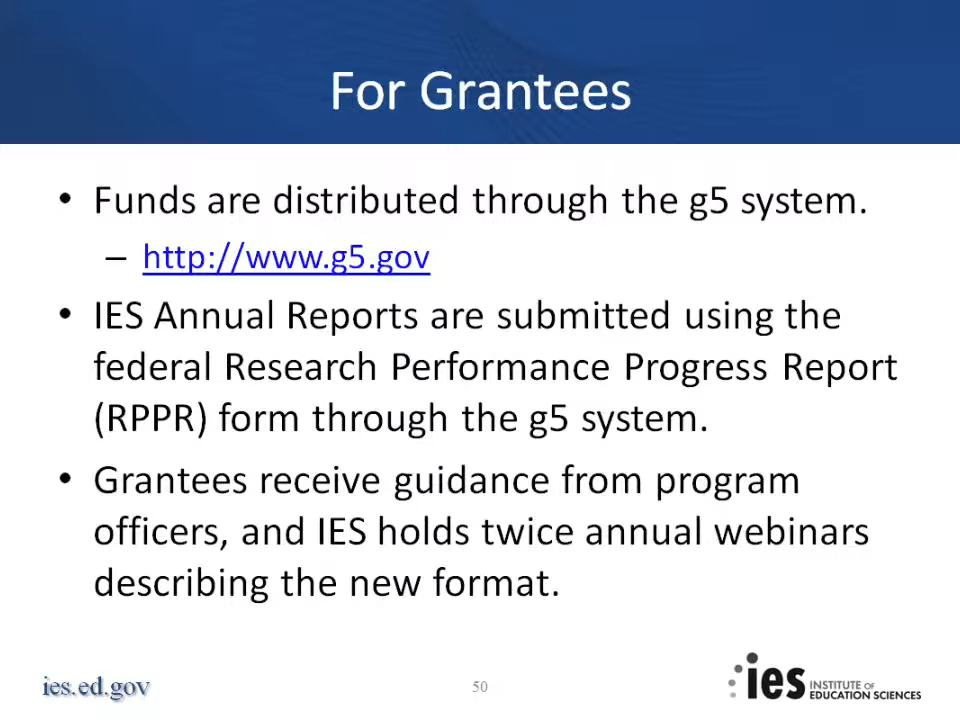 For Grantees
• Funds are distributed through the g5 system.
– http://www.g5.gov
• IES Annual Reports are submitted using the
federal Research Performance Progress Report
(RPPR) form through the g5 system.
• Grantees receive guidance from program
officers, and IES holds twice annual webinars
describing the new format.
ies.ed.gov
50
ies INSTITUTE OF
EDUCATION SCIENCES